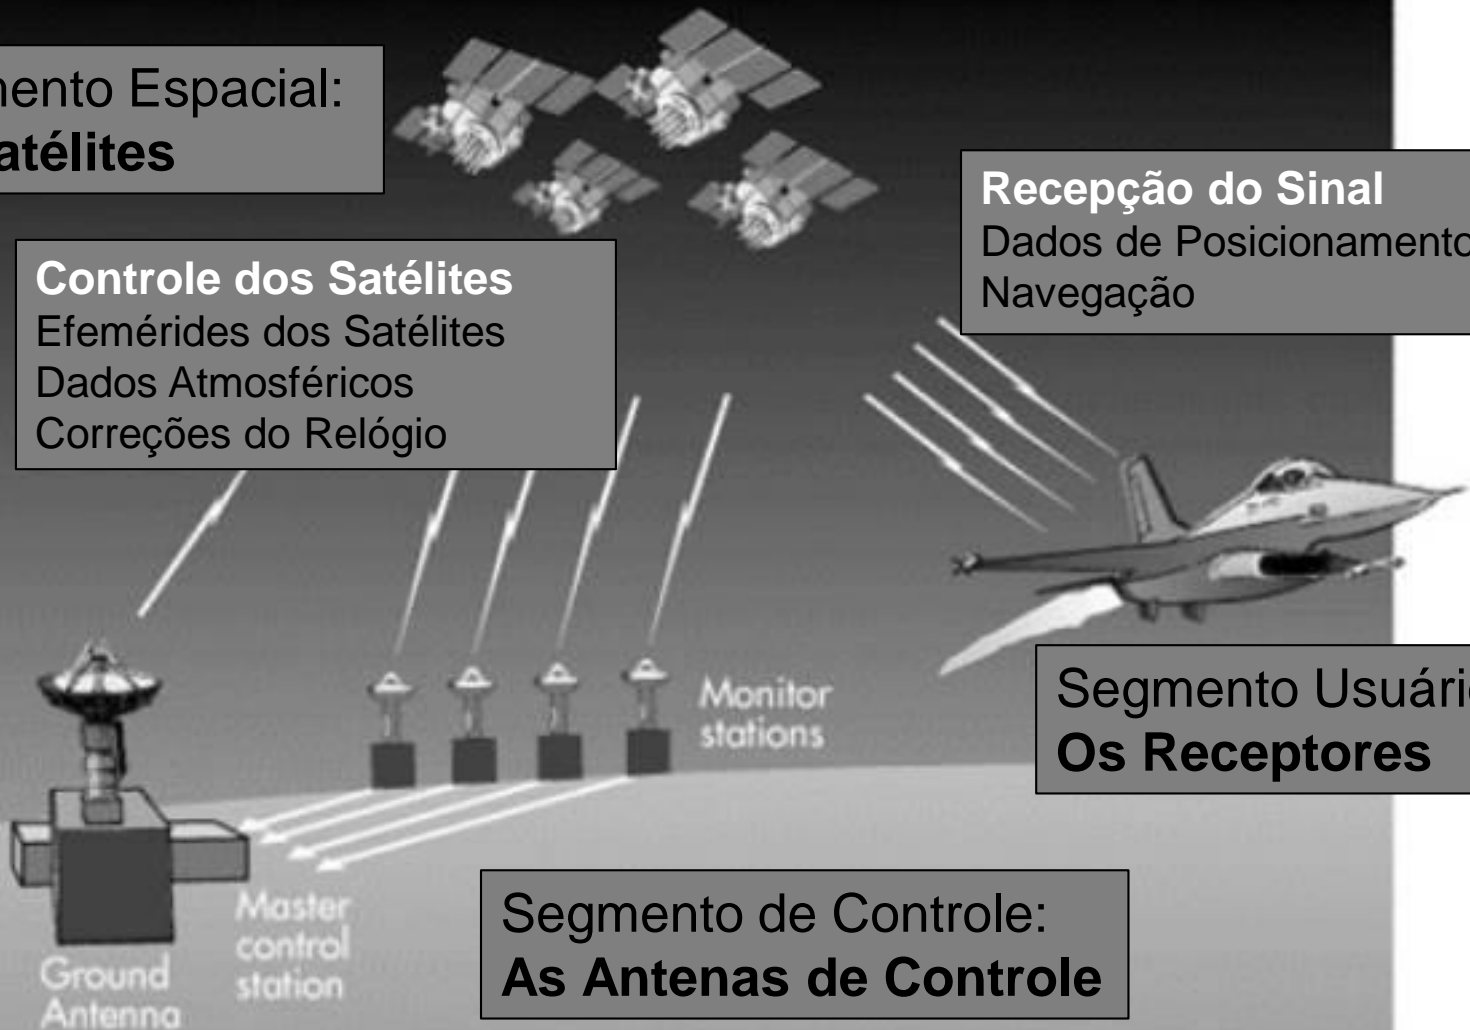 mento Espacial:
atélites
Recepção do Sinal
Dados de Posicionamento
Navegação
Controle dos Satélites
Efemérides dos Satélites
Dados Atmosféricos
Correções do Relógio
Monitor
stations
Segmento Usuári
Os Receptores
Master
control
station
Ground
Antenna
Segmento de Controle:
As Antenas de Controle